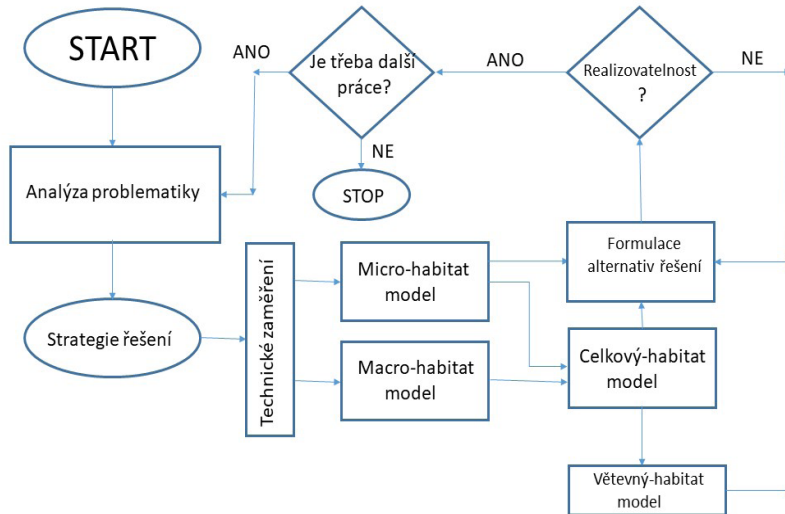 START
ANO
Je třeba další
práce?
ANO
Realizovatelnost
?
NE
NE
STOP
Analýza problematiky
Strategie řešení
Technické zaměření
Micro-habitat
model
Macro-habitat
model
Formulace
alternativ řešení
Celkový-habitat
model
Větevný-habitat
model